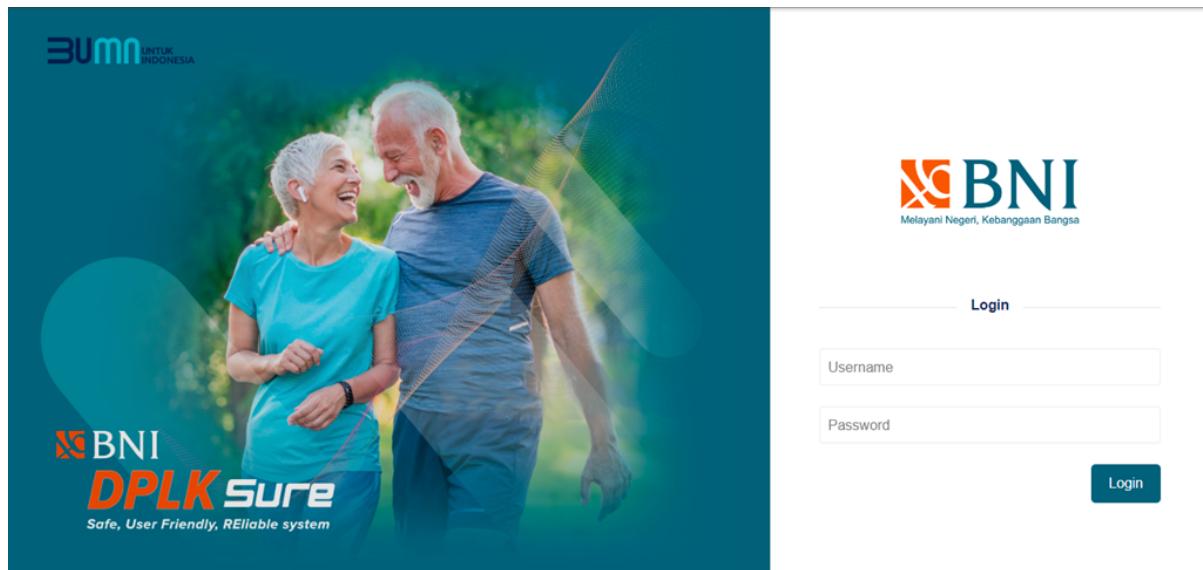 BUMN UNTUK
INDONESIA
BNI
DPLK Sure
Safe, User Friendly, REliable system
BNI
Melayani Negeri, Kebanggaan Bangsa
Login
Username
Password
Login